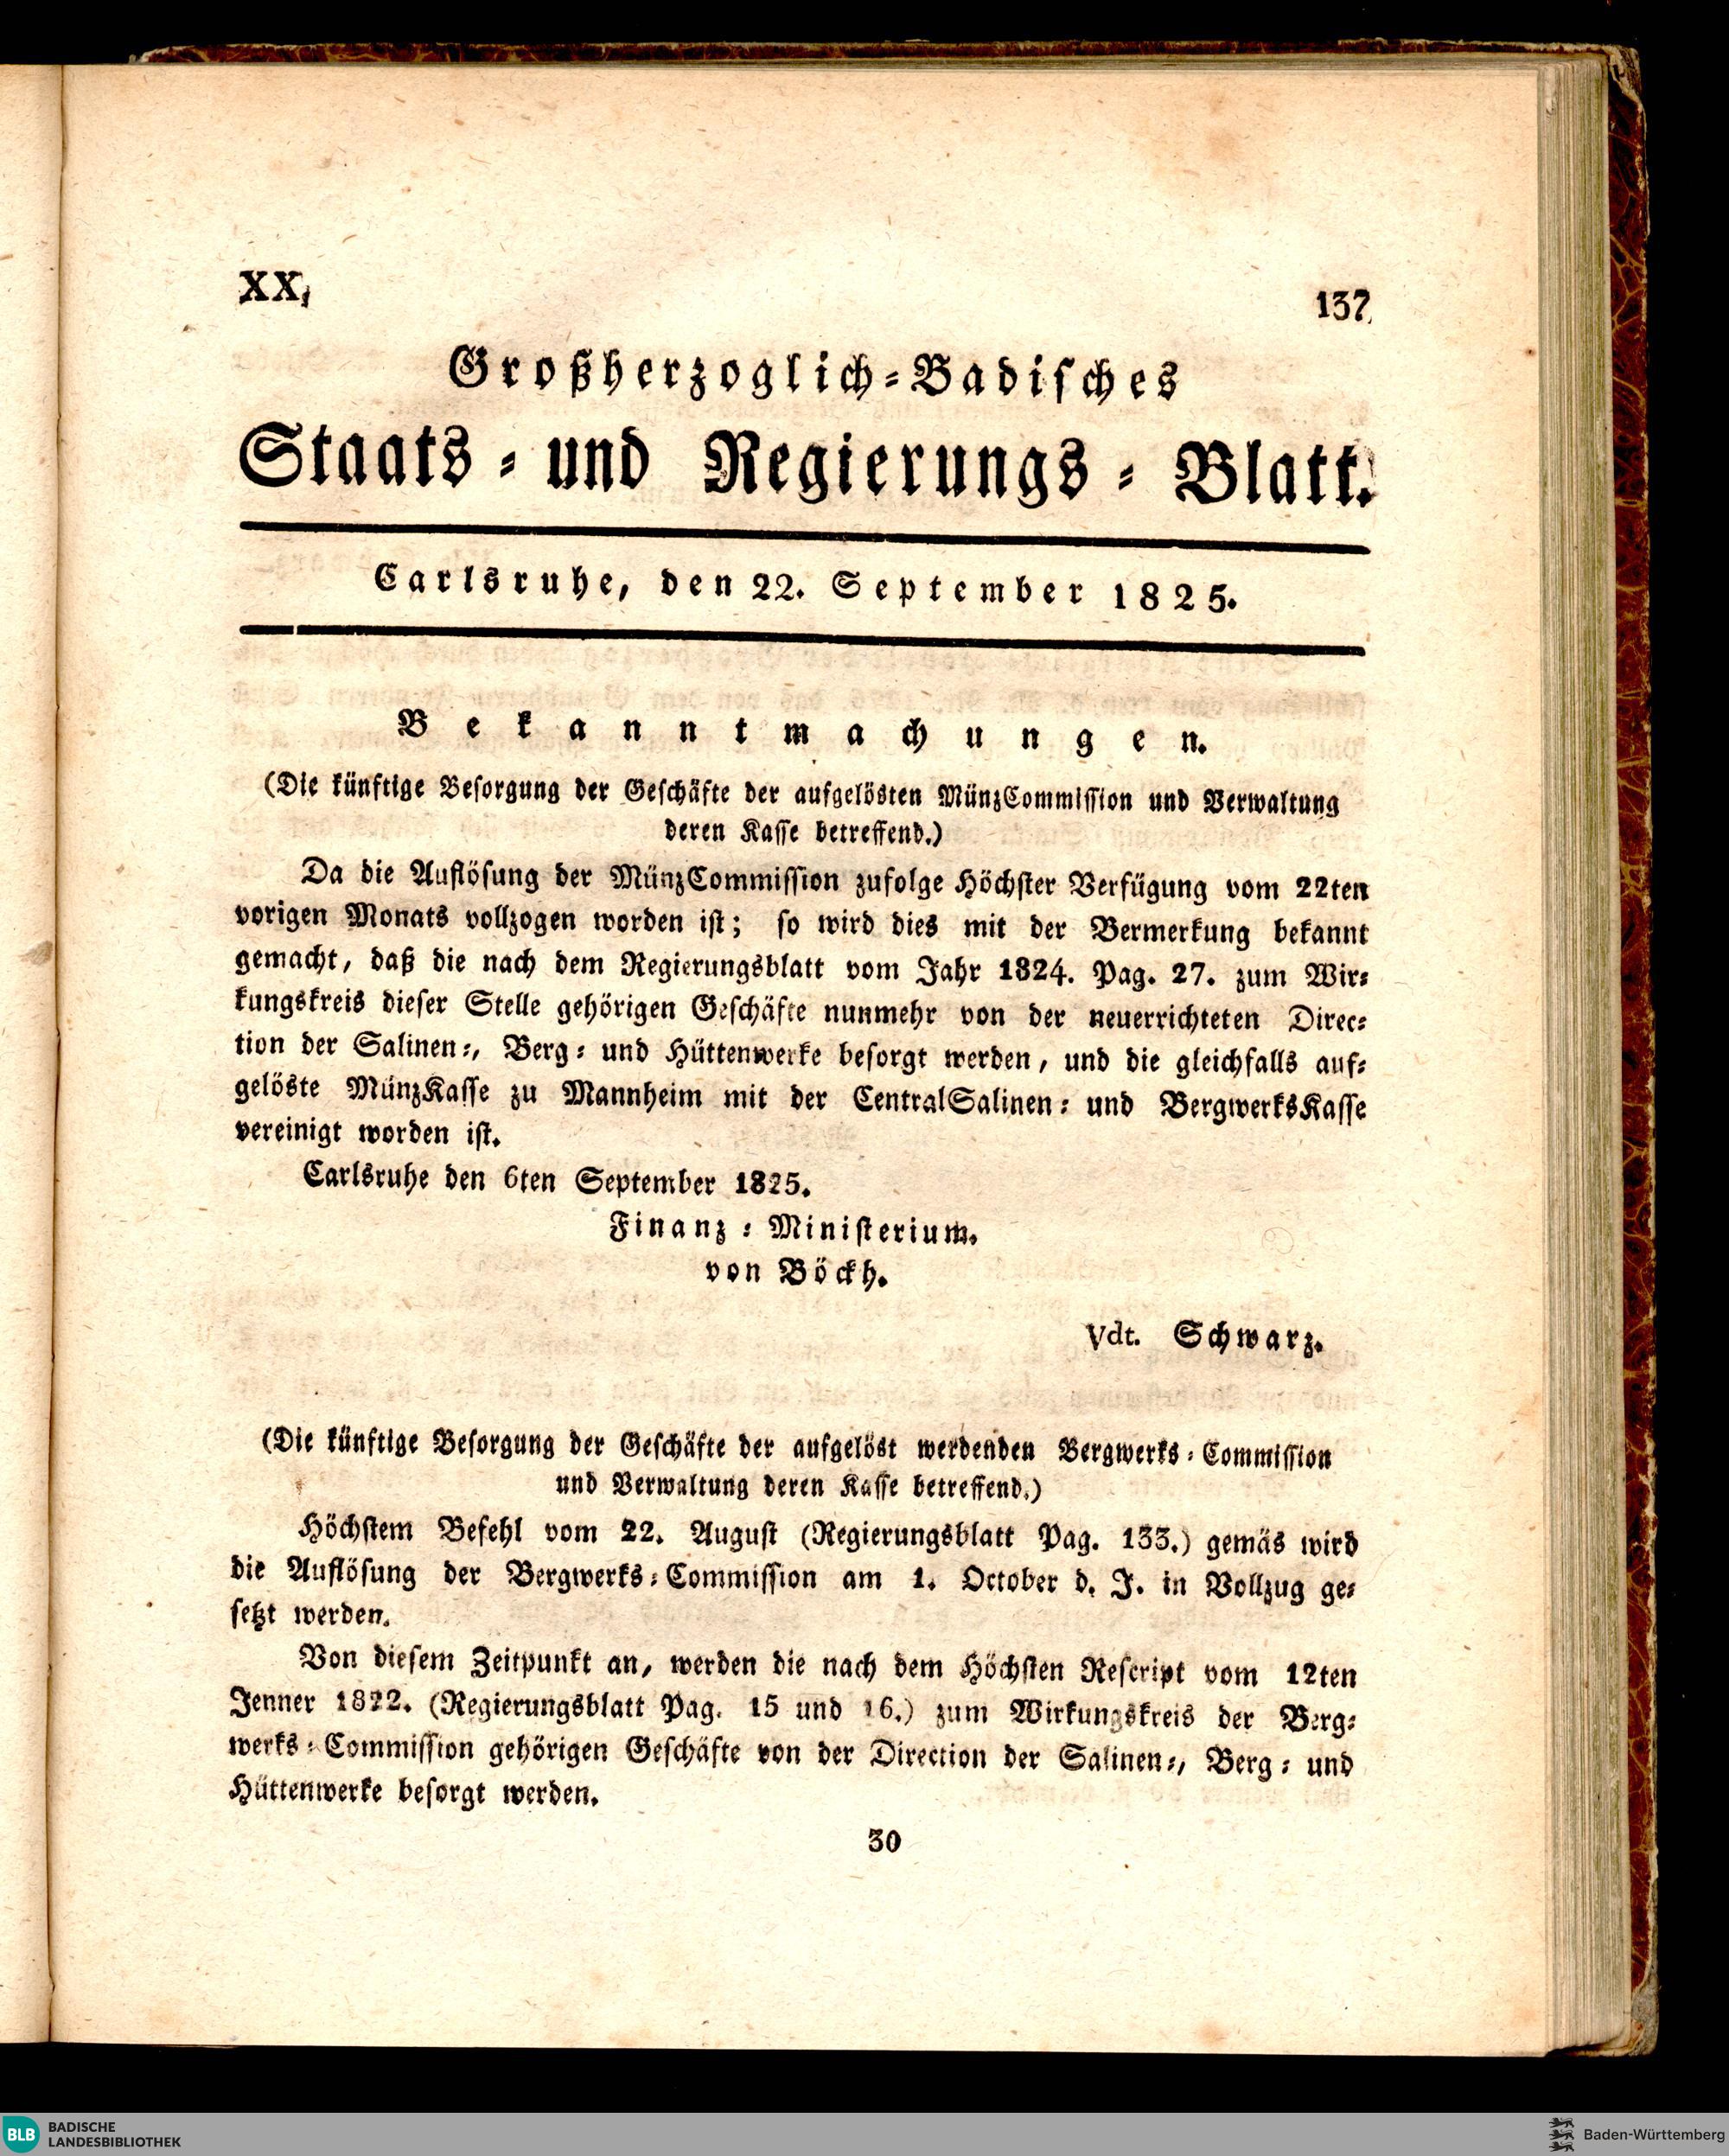 XX.
137
Großherzoglich-Badisches
Staats- und Regierungs-Blatt.
Carlsruhe, den 22. September 1825.
Bekanntmachungen.
(Die künftige Besorgung der Geschäfte der aufgelösten MünzCommission und Verwaltung
deren Kasse betreffend.)
Da die Auflösung der MünzCommission zufolge Höchster Verfügung vom 22ten
vorigen Monats vollzogen worden ist; so wird dies mit der Bermerkung bekannt
gemacht, daß die nach dem Regierungsblatt vom Jahr 1824. Pag. 27. zum Wir-
kungskreis dieser Stelle gehörigen Geschäfte nunmehr von der neuerrichteten Direc-
tion der Salinen-, Berg- und Hüttenwerke besorgt werden, und die gleichfalls auf-
gelöste MünzKasse zu Mannheim mit der CentralSalinen- und BergwerksKasse
vereinigt worden ist.
Carlsruhe den 6ten September 1825.
Finanz-Ministerium.
von Böckh.
Vdt. Schwarz.
(Die künftige Besorgung der Geschäfte der aufgelöst werdenden Bergwerks-Commission
und Verwaltung deren Kasse betreffend.)
Höchstem Befehl vom 22. August (Regierungsblatt Pag. 133.) gemäs wird
die Auflösung der Bergwerks-Commission am 1. October d. J. in Vollzug ge-
setzt werden.
Von diesem Zeitpunkt an, werden die nach dem Höchsten Rescript vom 12ten
Jenner 1822. (Regierungsblatt Pag. 15 und 16.) zum Wirkungskreis der Berg-
werks-Commission gehörigen Geschäfte von der Direction der Salinen-, Berg- und
Hüttenwerke besorgt werden.
30
BLB BADISCHE
LANDESBIBLIOTHEK
Baden-Württemberg